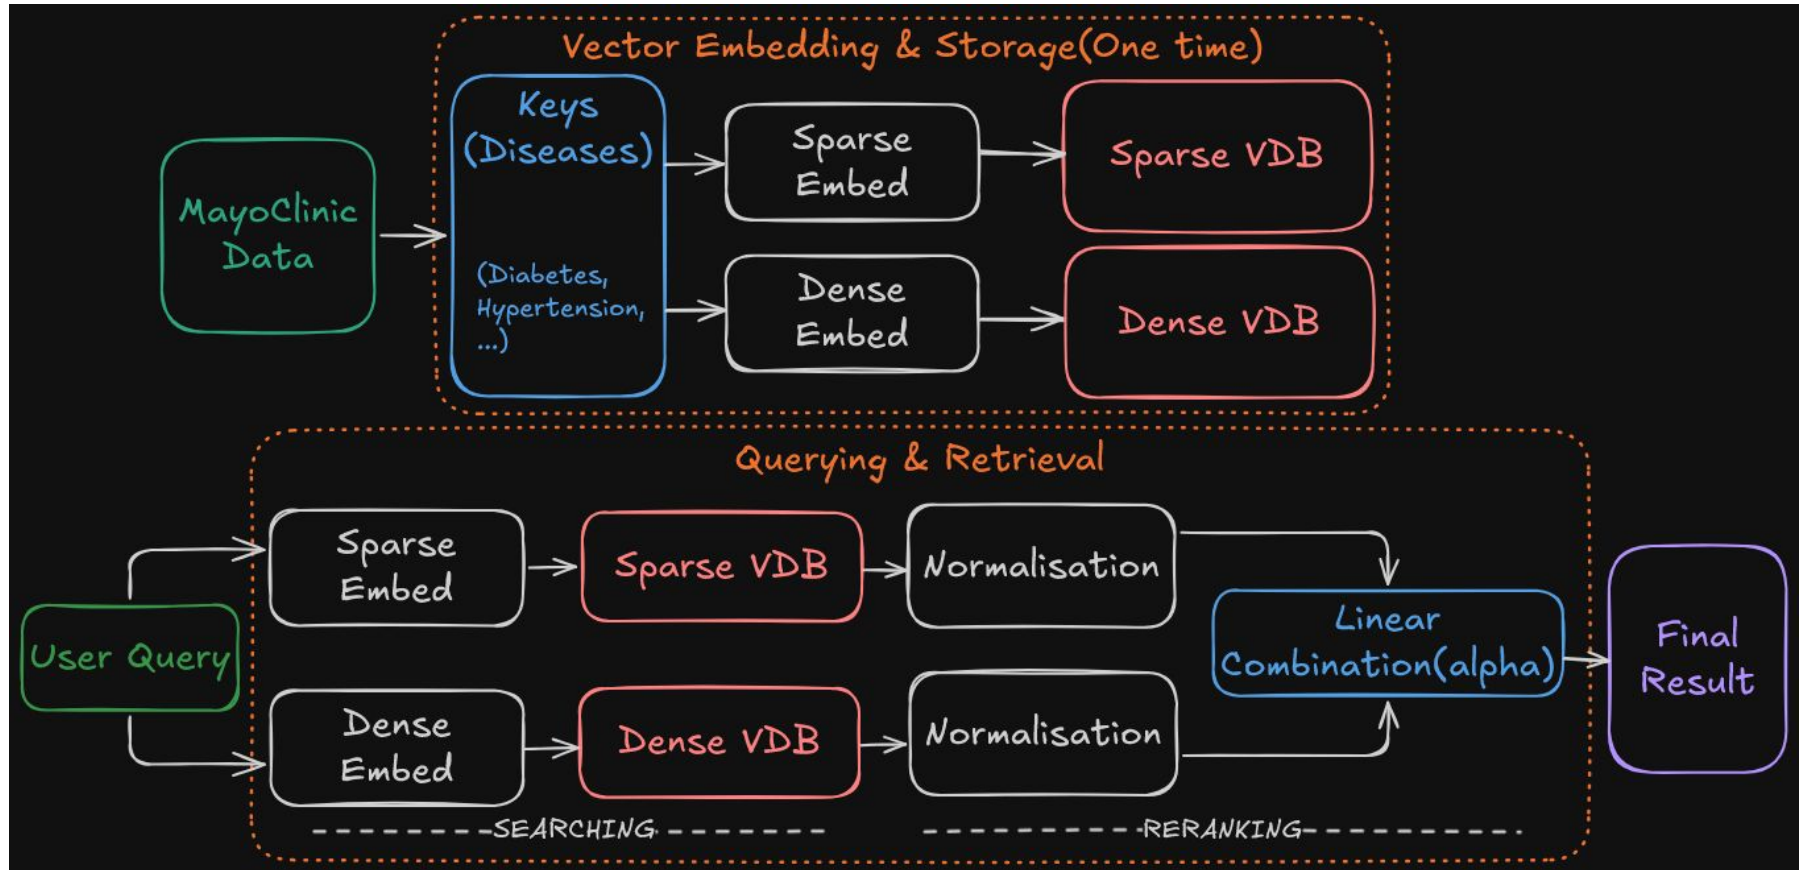 Vector Embedding & Storage(One time)
MayoClinic
Data
Keys
(Diseases)
(Diabetes,
Hypertension,
...)
Sparse
Embed
Sparse VDB
Dense
Embed
Dense VDB
Querying & Retrieval
User Query
Sparse
Embed
Sparse VDB
Normalisation
Dense
Embed
Dense VDB
Normalisation
Linear
Combination(alpha)
Final
Result
SEARCHING
RERANKING